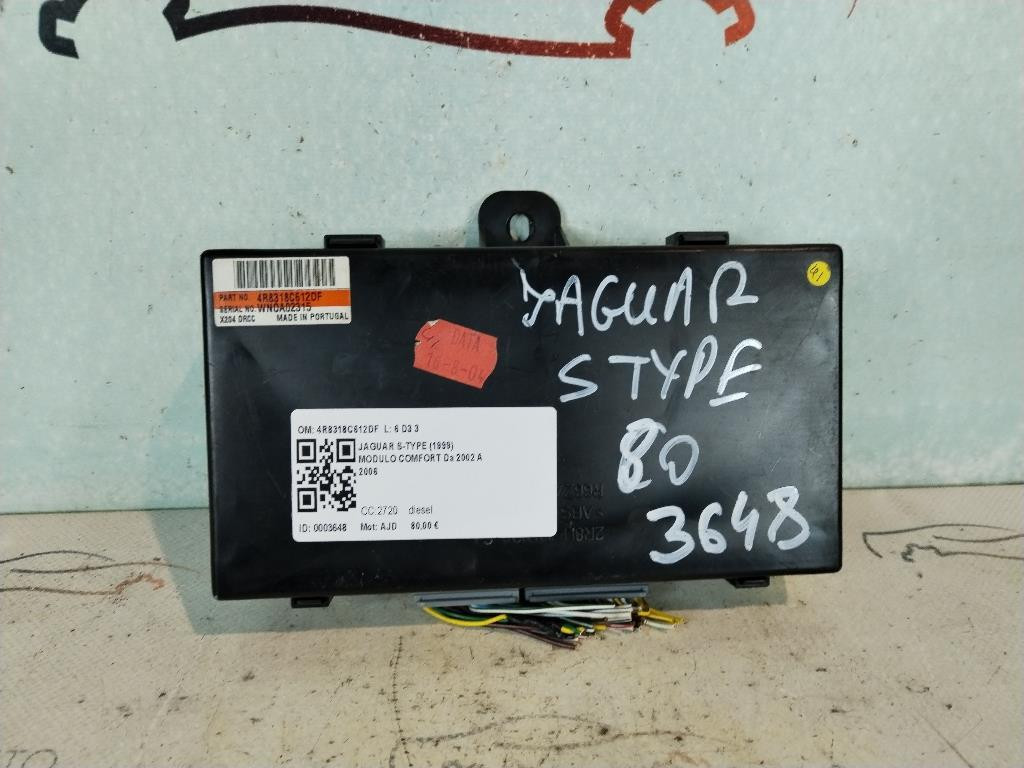 PART NO. 4R8318C612DF
SERIAL NO. WNDA02315
X204 DRCC MADE IN PORTUGAL
DATA
16-8-04
JAGUAR
S TYPE
80
3648
OM: 4R8318C612DF L: 6 D3 3
JAGUAR S-TYPE (1999)
MODULO COMFORT Da 2002 A
2006
CC:2720 diesel
ID: 0003648 Mot: AJD 80,00 €